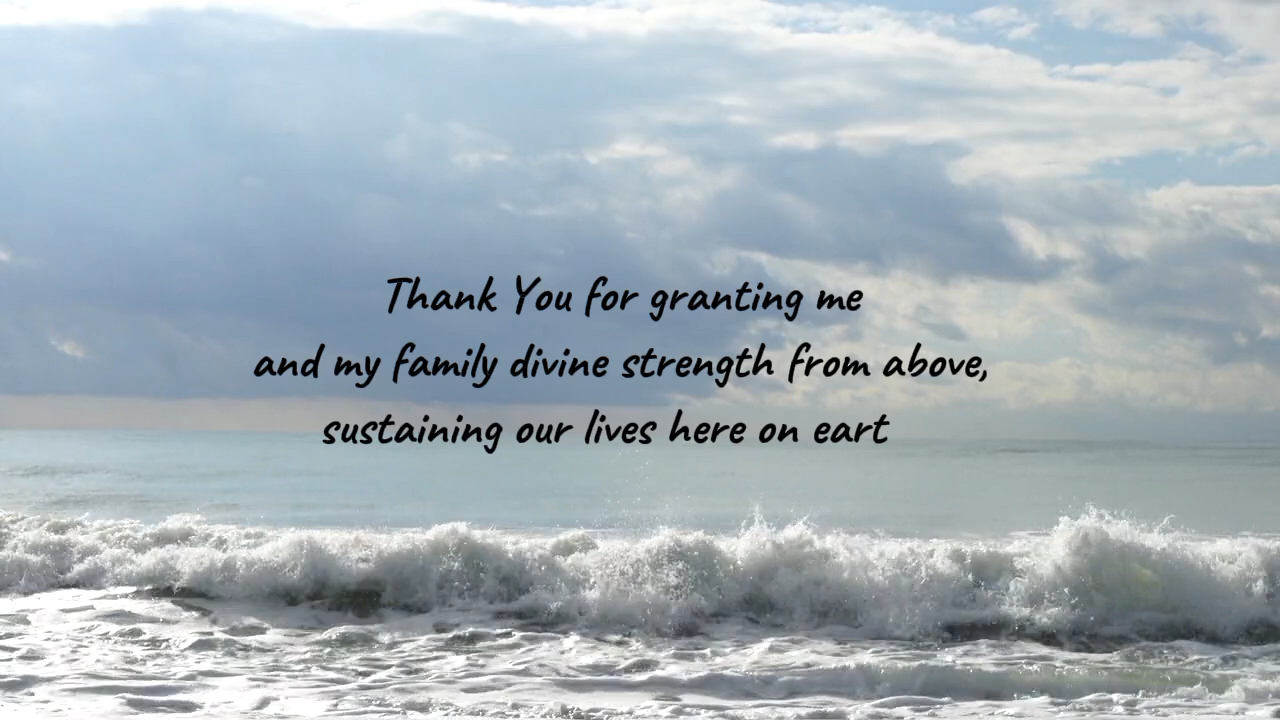 Thank You for granting me
and my family divine strength from above,
sustaining our lives here on eart